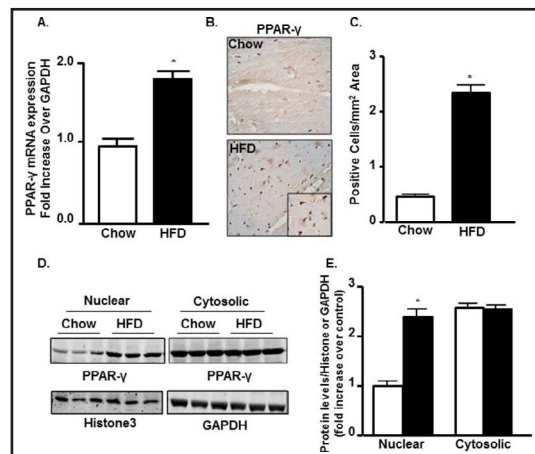 A.
PPAR-γ mRNA expression
Fold Increase Over GAPDH
2.0
1.0
0.0
*
Chow
HFD
B.
PPAR-γ
Chow
HFD
C.
Positive Cells/mm² Area
4
2
0
*
Chow
HFD
D.
Nuclear
Cytosolic
Chow
HFD
Chow
HFD
PPAR-γ
PPAR-γ
Histone3
GAPDH
E.
Protein levels/Histone or GAPDH
(fold increase over control)
3
2
1
0
*
Nuclear
Cytosolic